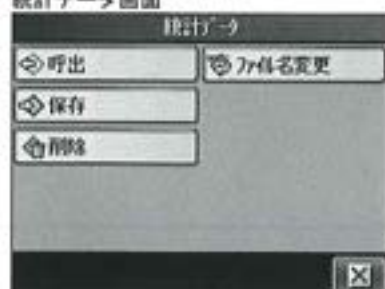 統計データ画面
統計ﾃﾞｰﾀ
呼出
ﾌｧｲﾙ名変更
保存
削除